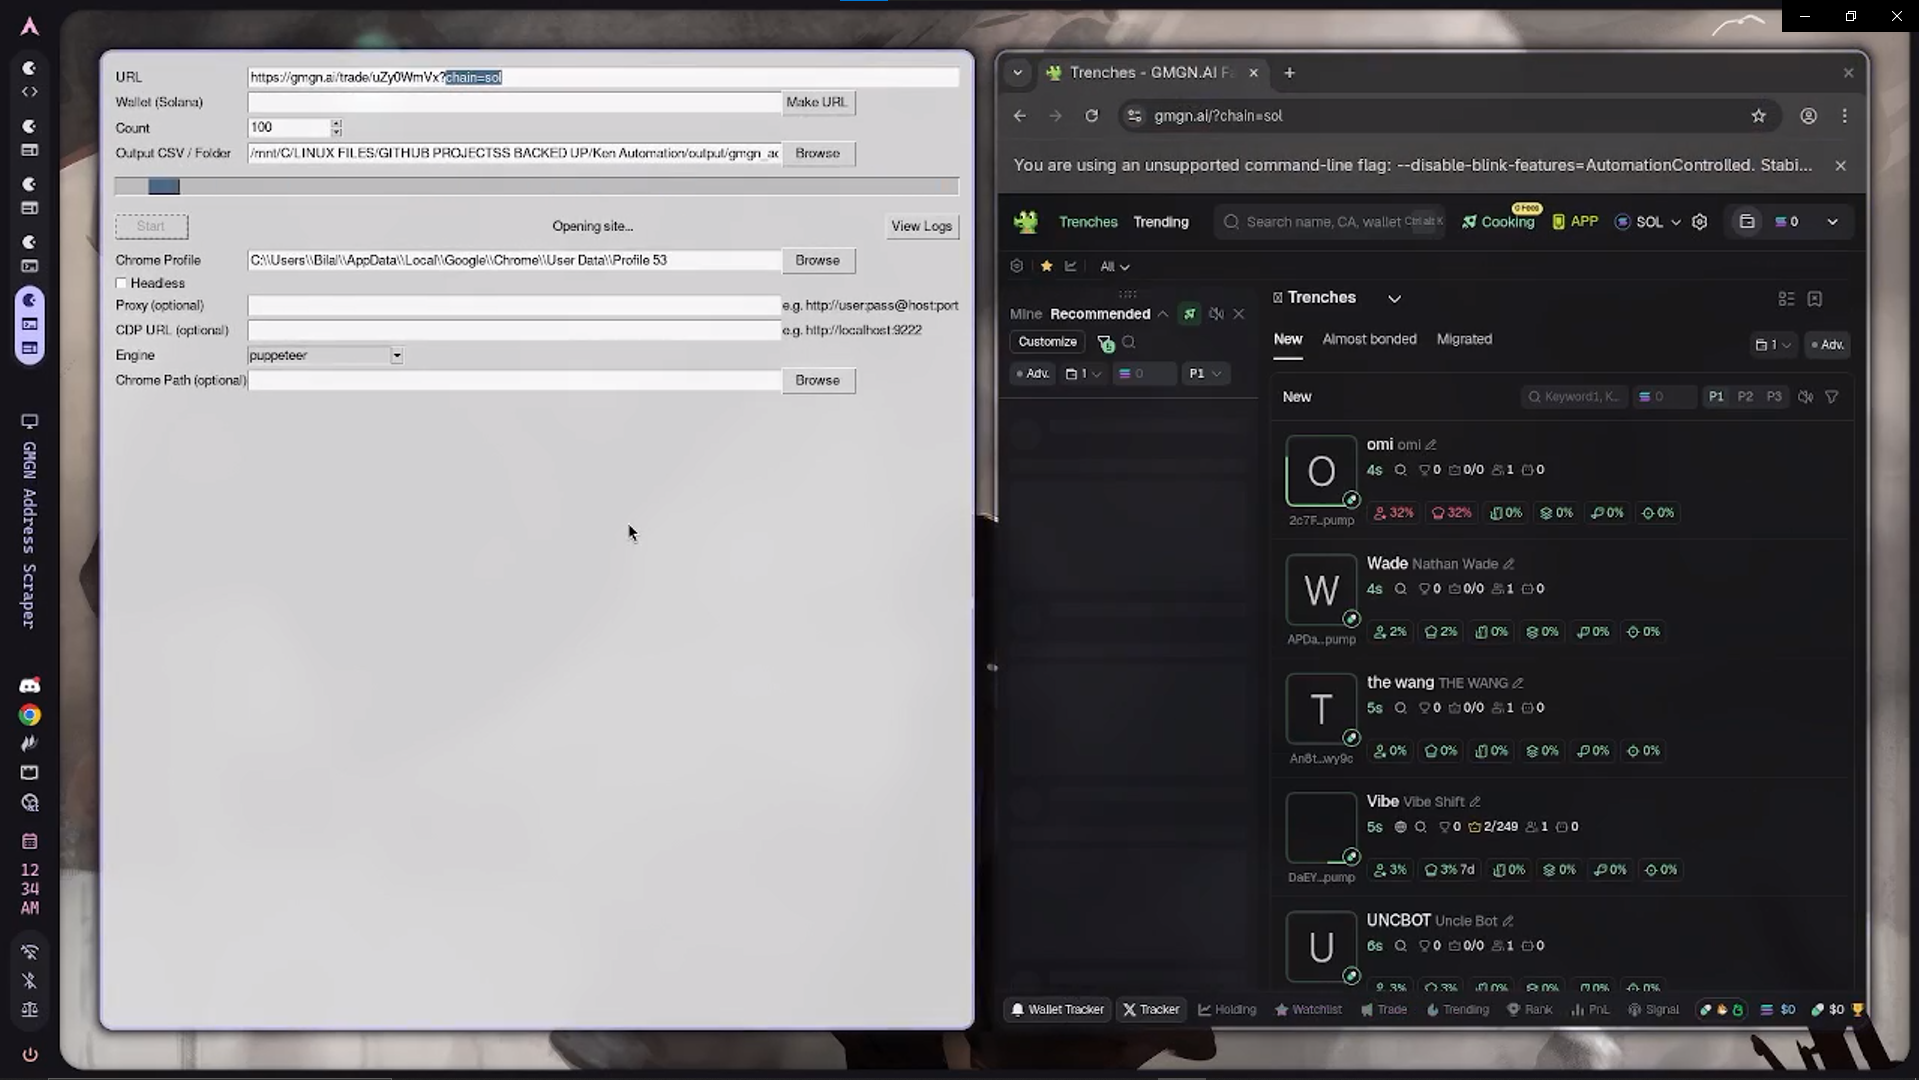 URL
https://gmgn.ai/trade/uZy0WmVx?chain=sol
Wallet (Solana)
Make URL
Count
100
Output CSV / Folder
/mnt/C/LINUX FILES/GITHUB PROJECTSS BACKED UP/Ken Automation/output/gmgn_ac
Browse
Start
Opening site...
View Logs
Chrome Profile
C:\\Users\\Bilal\\AppData\\Local\\Google\\Chrome\\User Data\\Profile 53
Browse
Headless
Proxy (optional)
e.g. http://user:pass@host:port
CDP URL (optional)
e.g. http://localhost:9222
Engine
puppeteer
Chrome Path (optional)
Browse
GMGN Address Scraper
12
34
AM
Trenches - GMGN.AI Fa
gmgn.ai/?chain=sol
You are using an unsupported command-line flag: --disable-blink-features=AutomationControlled. Stabi...
Trenches
Trending
Search name, CA, wallet
Ctrl alt K
Cooking
APP
SOL
0
All
Mine
Recommended
Customize
Adv.
1
0
P1
Trenches
New
Almost bonded
Migrated
1
Adv.
New
Keyword1, K...
0
P1 P2 P3
O
omi omi
4s 0 0/0 1 0
2c7F...pump
32% 32% 0% 0% 0% 0%
W
Wade Nathan Wade
4s 0 0/0 1 0
APDa...pump
2% 2% 0% 0% 0% 0%
T
the wang THE WANG
5s 0 0/0 1 0
An8t...wy9c
0% 0% 0% 0% 0% 0%
Vibe Vibe Shift
5s 0 2/249 1 0
DaEY...pump
3% 3% 7d 0% 0% 0% 0%
U
UNCBOT Uncle Bot
6s 0 0/0 1 0
3% 3% 0% 0% 0% 0%
Wallet Tracker
Tracker
Holding
Watchlist
Trade
Trending
Rank
PnL
Signal
$0
$0